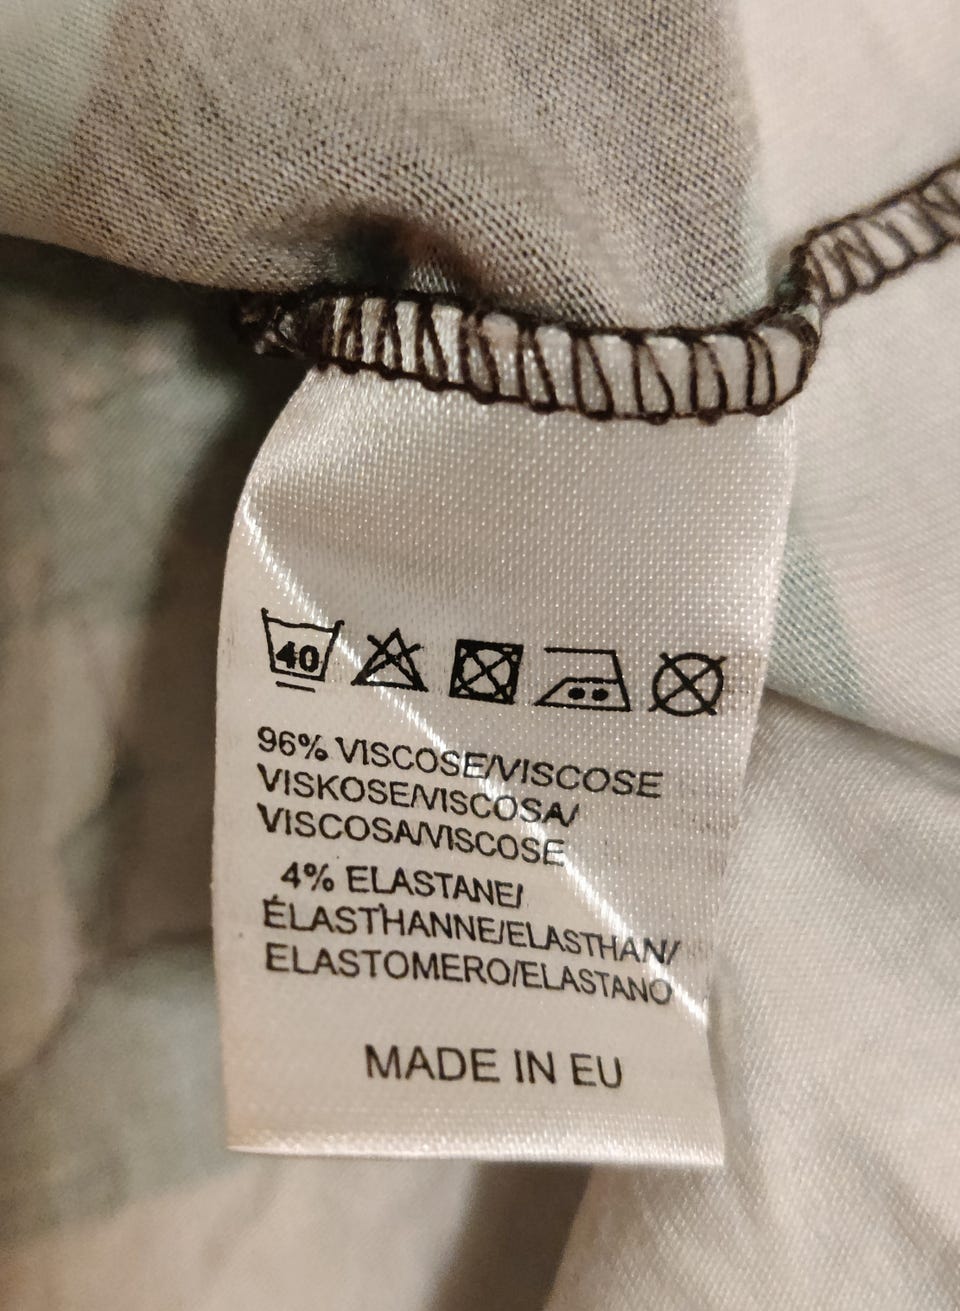 40
96% VISCOSE/VISCOSE
VISKOSE/VISCOSA/
VISCOSA/VISCOSE
4% ELASTANE/
ÉLASTHANNE/ELASTHAN/
ELASTOMERO/ELASTANO
MADE IN EU